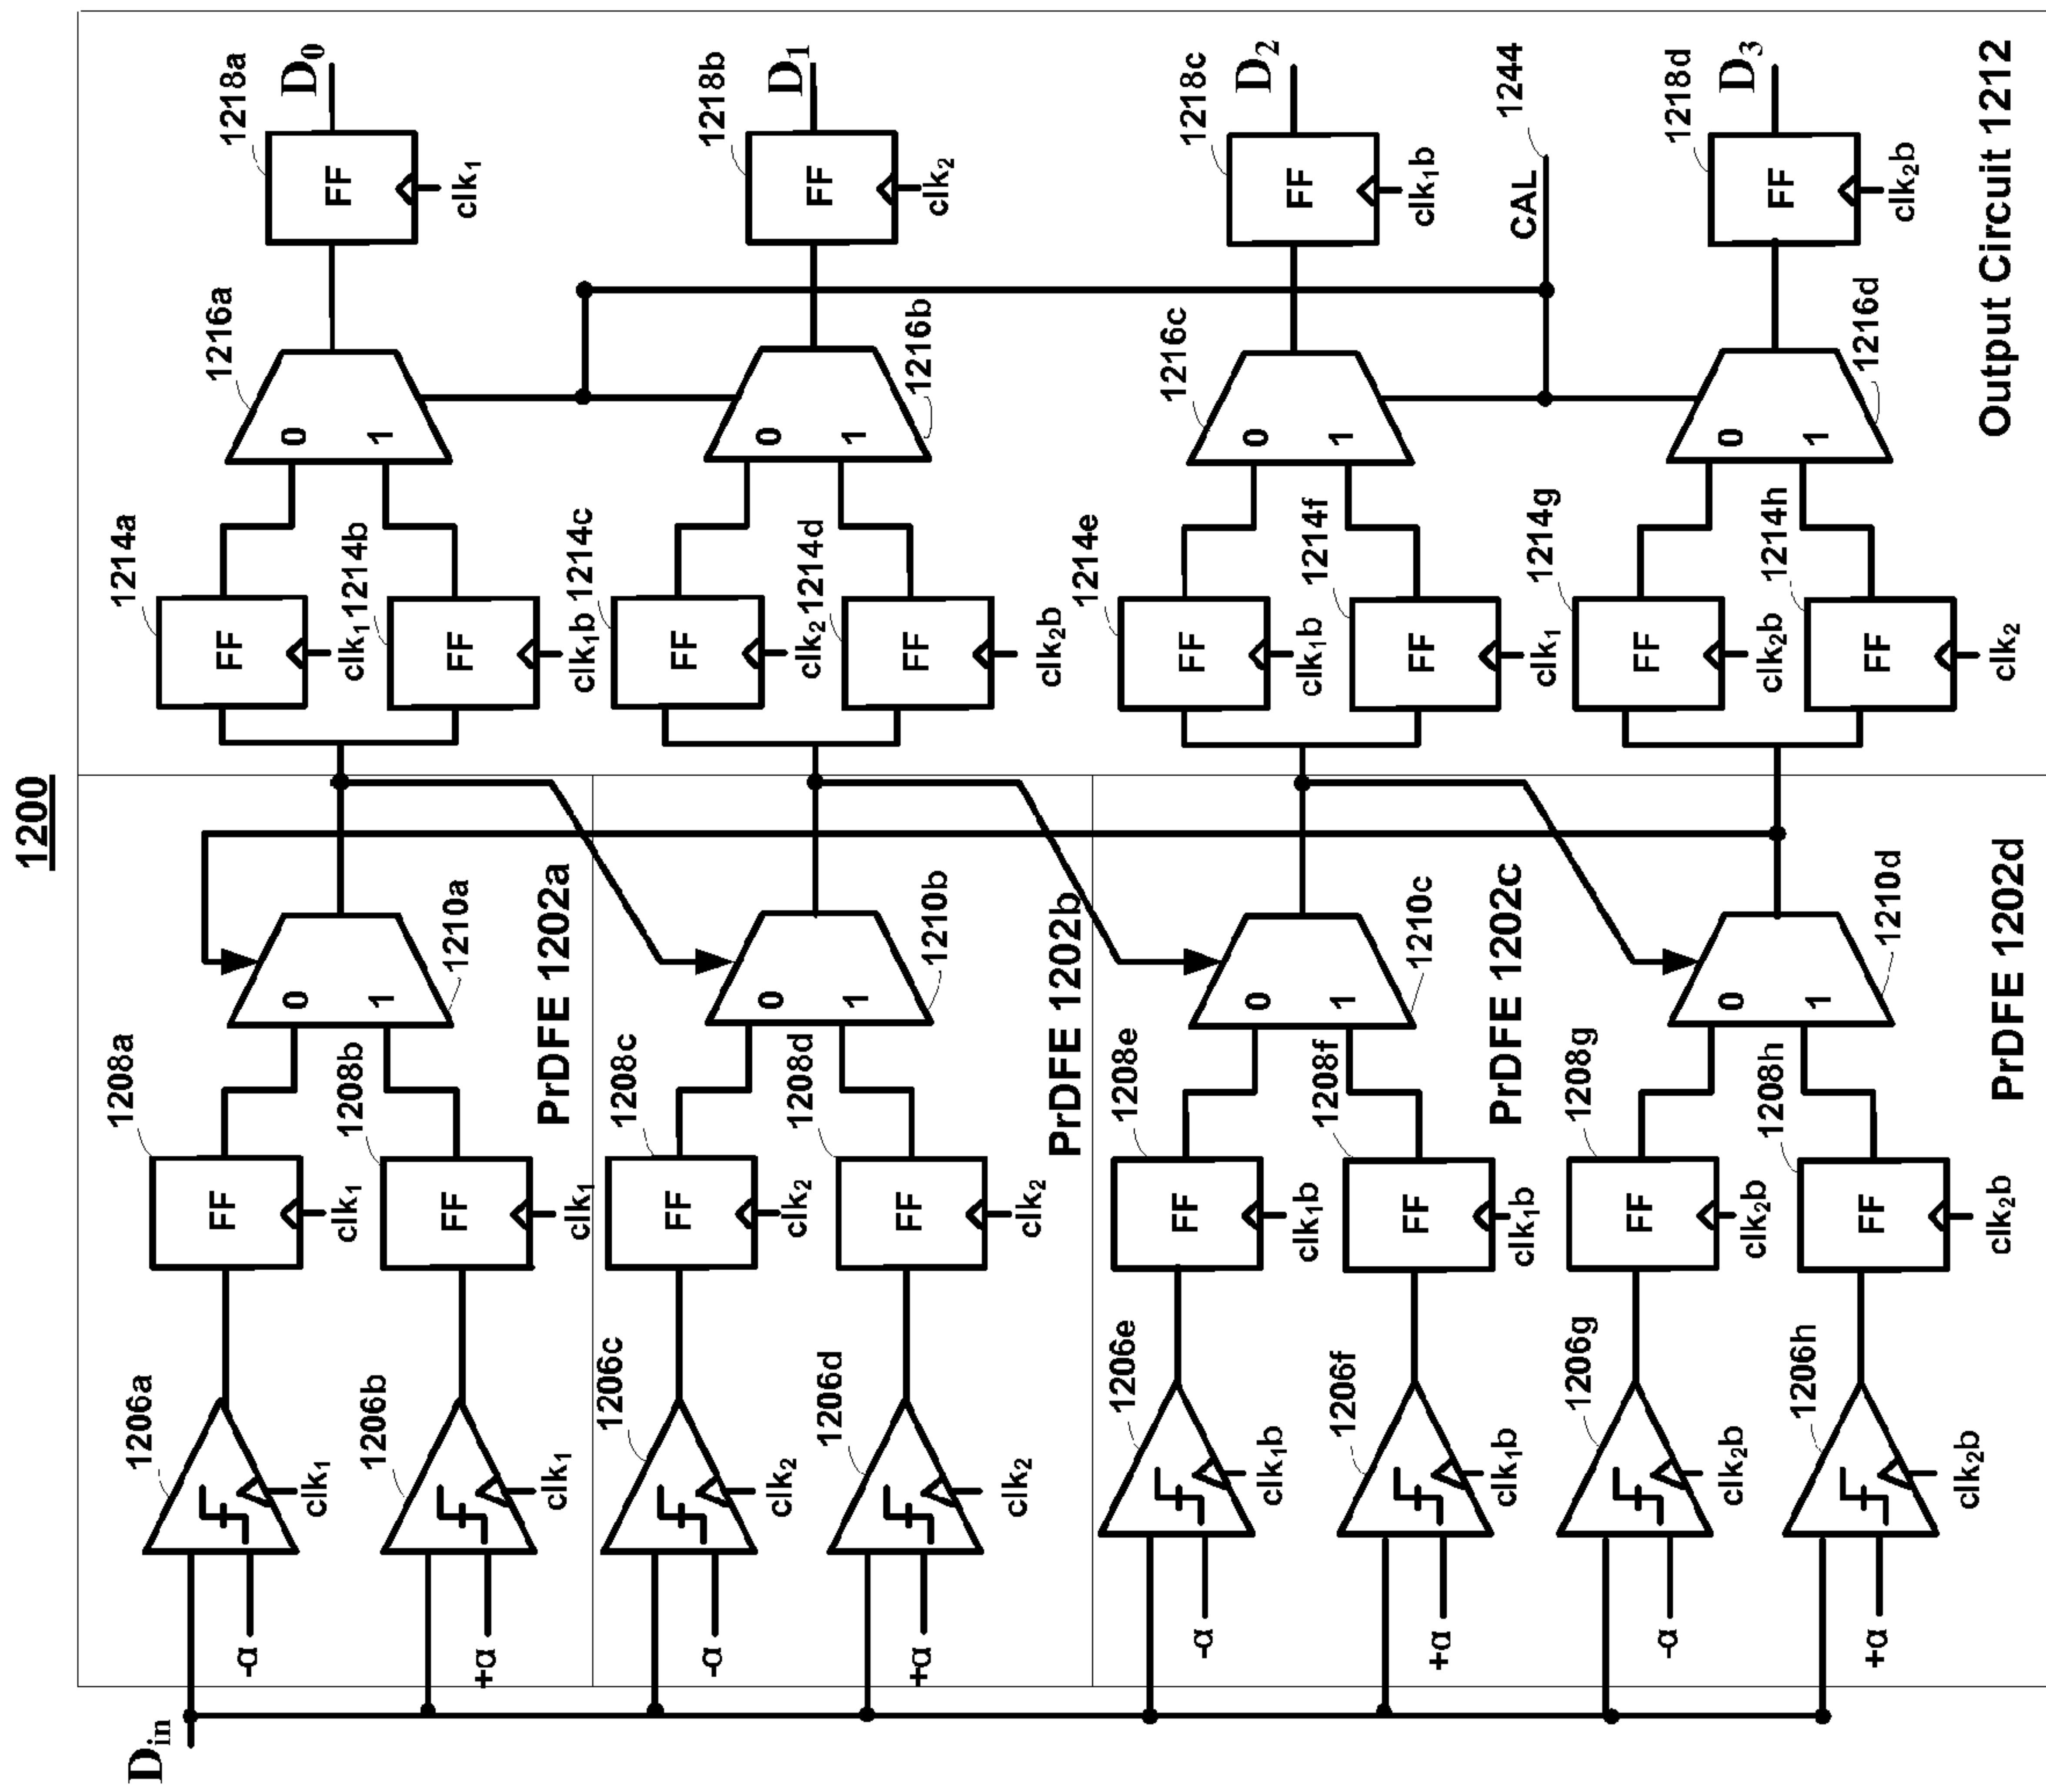 1200
D0
D1
D2
D3
1218a
1218b
1218c
1218d
1244
FF
FF
FF
FF
clk1
clk2
clk1b
clk2b
CAL
Output Circuit 1212
1216a
1216b
1216c
1216d
0
1
0
1
0
1
0
1
1214a
1214b
1214c
1214d
1214e
1214f
1214g
1214h
FF
FF
FF
FF
FF
FF
FF
FF
clk1
clk1b
clk2
clk2b
clk1b
clk1
clk2b
clk2
1210a
1210b
1210c
1210d
0
1
0
1
0
1
0
1
PrDFE 1202a
PrDFE 1202b
PrDFE 1202c
PrDFE 1202d
1208a
1208b
1208c
1208d
1208e
1208f
1208g
1208h
FF
FF
FF
FF
FF
FF
FF
FF
clk1
clk1
clk2
clk2
clk1b
clk1b
clk2b
clk2b
1206a
1206b
1206c
1206d
1206e
1206f
1206g
1206h
clk1
clk1
clk2
clk2
clk1b
clk1b
clk2b
clk2b
-α
+α
-α
+α
-α
+α
-α
+α
Din